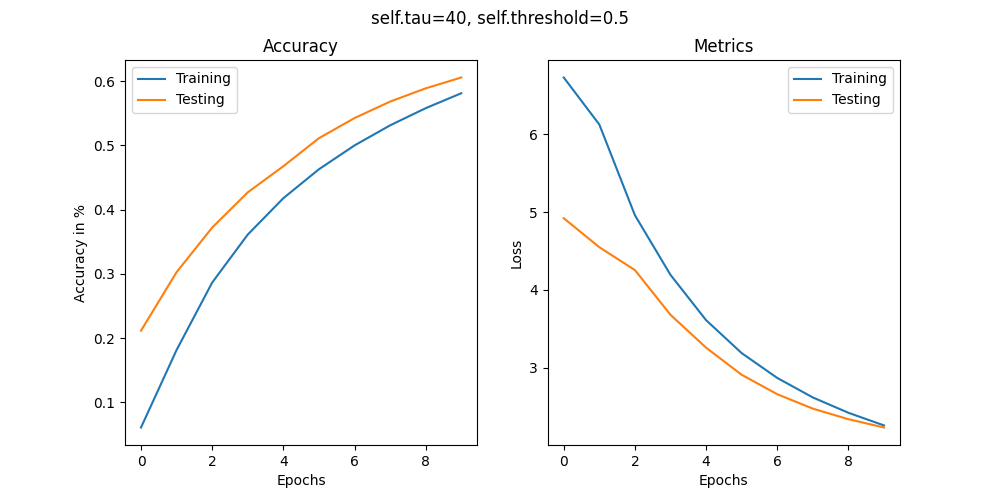 self.tau=40, self.threshold=0.5
Accuracy
Training
Testing
Accuracy in %
0.6
0.5
0.4
0.3
0.2
0.1
0 2 4 6 8
Epochs
Metrics
Training
Testing
Loss
6
5
4
3
0 2 4 6 8
Epochs